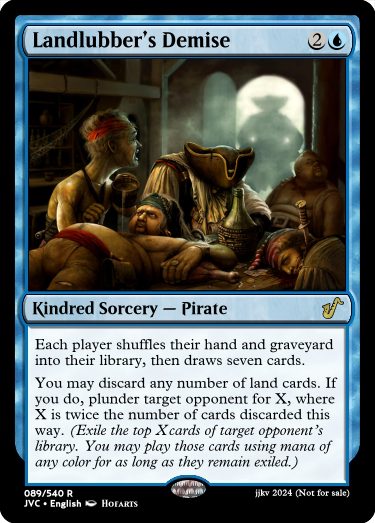 Landlubber's Demise 2
Kindred Sorcery — Pirate
Each player shuffles their hand and graveyard
into their library, then draws seven cards.
You may discard any number of land cards. If
you do, plunder target opponent for X, where
X is twice the number of cards discarded this
way. (Exile the top X cards of target opponent's
library. You may play those cards using mana of
any color for as long as they remain exiled.)
089/540 R
JVC • English Hofarts
jjkv 2024 (Not for sale)